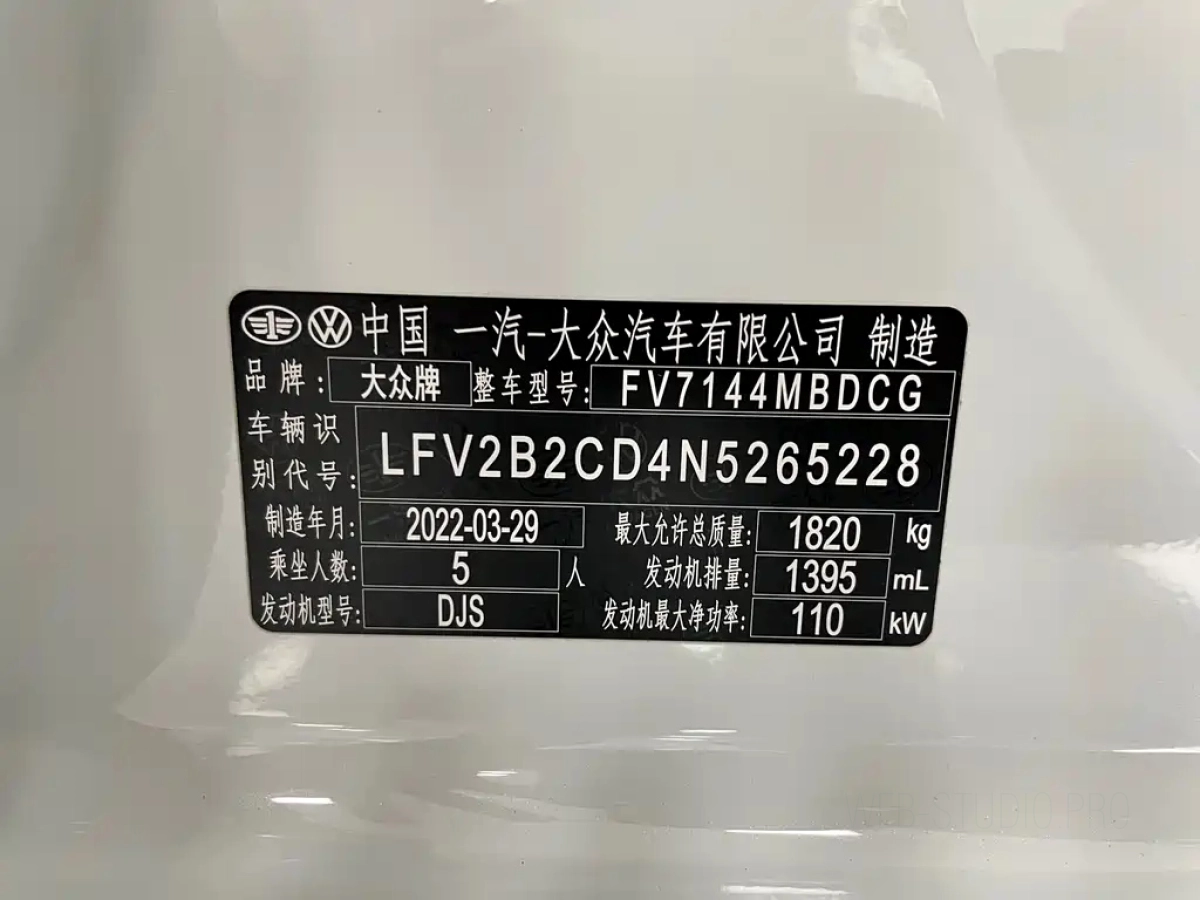 中国 一汽-大众汽车有限公司 制造
品牌: 大众牌 整车型号: FV7144MBDCG
车辆识
别代号: LFV2B2CD4N5265228
制造年月: 2022-03-29 最大允许总质量: 1820 kg
乘坐人数: 5 人 发动机排量: 1395 mL
发动机型号: DJS 发动机最大净功率: 110 kW
STUDIO PRO